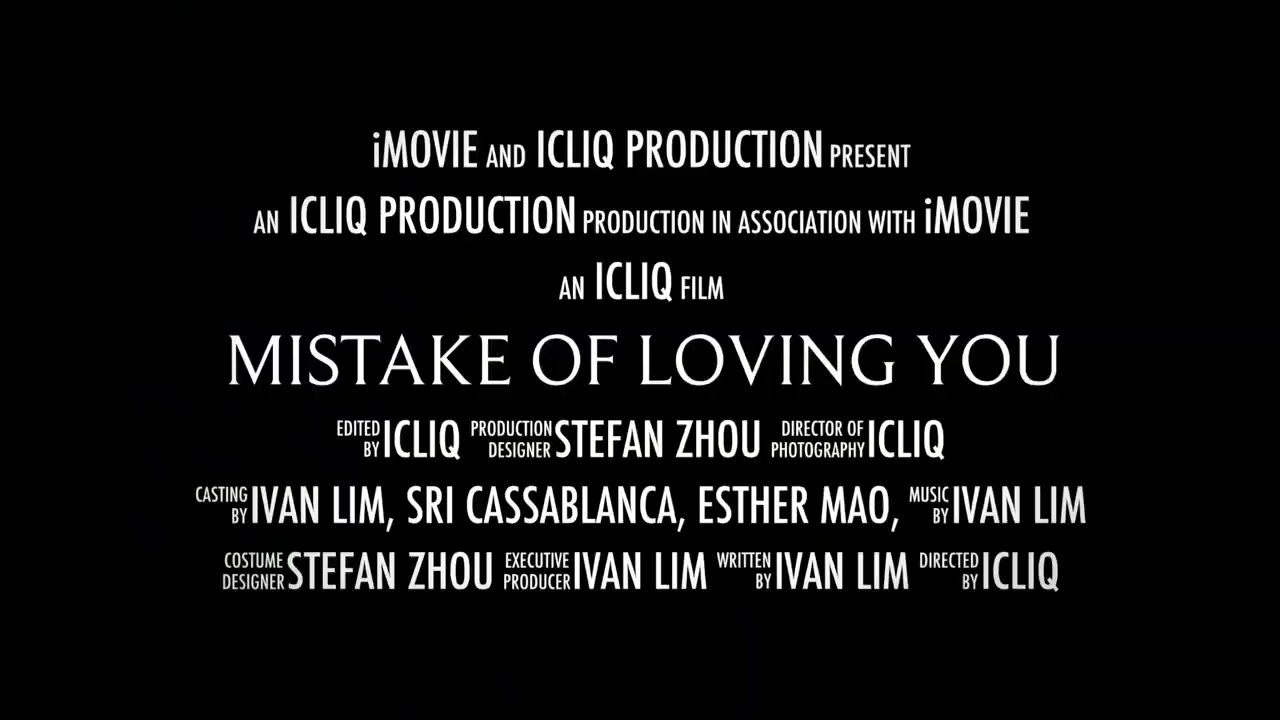 iMOVIE AND ICLIQ PRODUCTION PRESENT
AN ICLIQ PRODUCTION PRODUCTION IN ASSOCIATION WITH iMOVIE
AN ICLIQ FILM
MISTAKE OF LOVING YOU
EDITED BY ICLIQ PRODUCTION DESIGNER STEFAN ZHOU DIRECTOR OF PHOTOGRAPHY ICLIQ
CASTING BY IVAN LIM, SRI CASSABLANCA, ESTHER MAO, MUSIC BY IVAN LIM
COSTUME DESIGNER STEFAN ZHOU EXECUTIVE PRODUCER IVAN LIM WRITTEN BY IVAN LIM DIRECTED BY ICLIQ